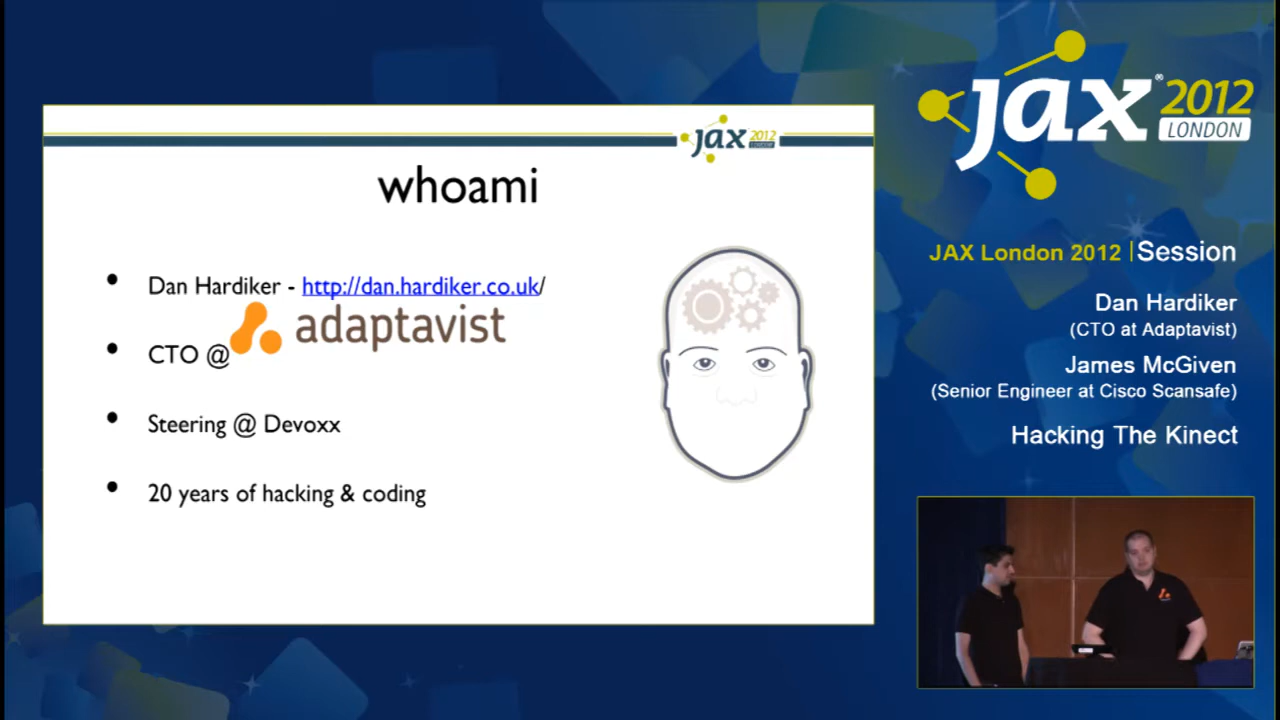 jax 2012
LONDON
whoami
Dan Hardiker - http://dan.hardiker.co.uk/
CTO @ adaptavist
Steering @ Devoxx
20 years of hacking & coding
jax® 2012
LONDON
JAX London 2012 | Session
Dan Hardiker
(CTO at Adaptavist)
James McGiven
(Senior Engineer at Cisco Scansafe)
Hacking The Kinect